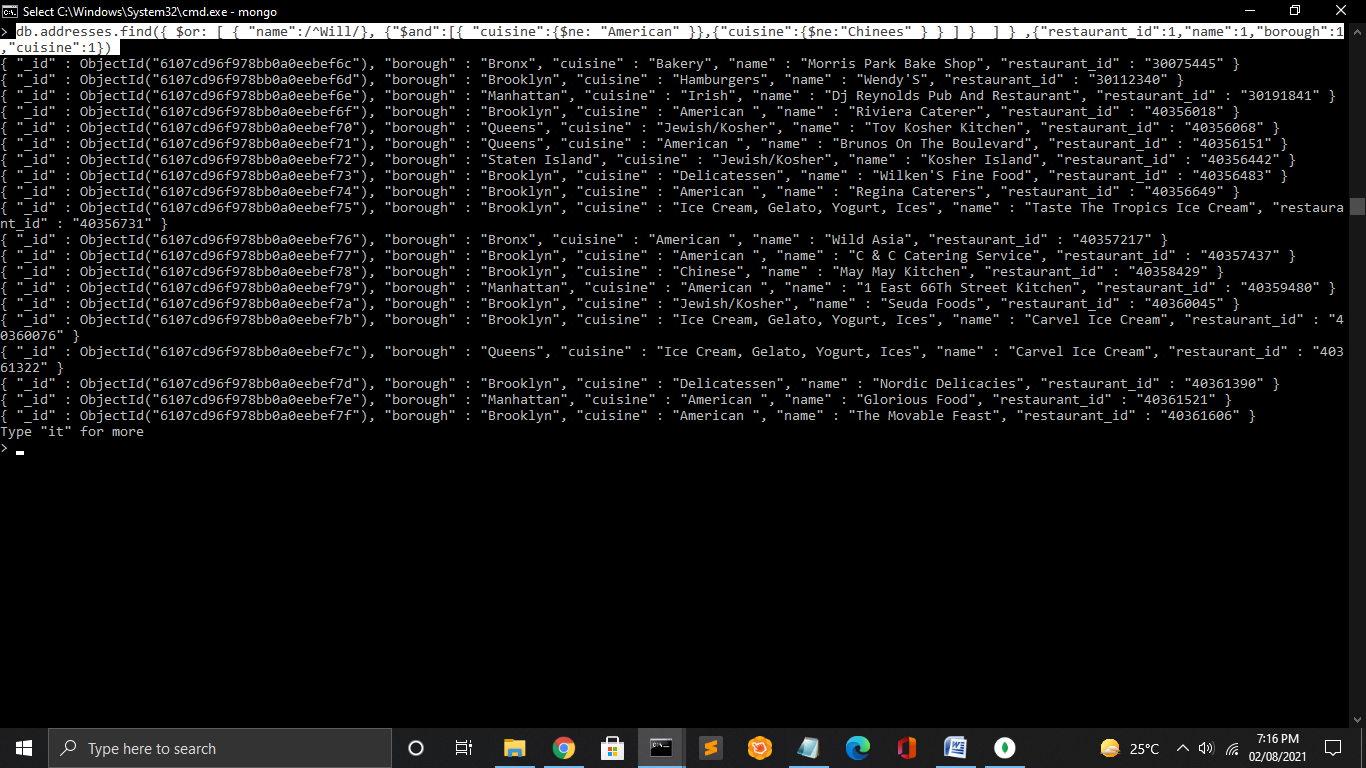 Select C:\Windows\System32\cmd.exe - mongo
> db.addresses.find({ $or: [ { "name":/^Will/}, {"$and":[{ "cuisine":{$ne: "American" }},{"cuisine":{$ne:"Chinees" } } ] }  ] } ,{"restaurant_id":1,"name":1,"borough":1
,"cuisine":1})
{ "_id" : ObjectId("6107cd96f978bb0a0eebef6c"), "borough" : "Bronx", "cuisine" : "Bakery", "name" : "Morris Park Bake Shop", "restaurant_id" : "30075445" }
{ "_id" : ObjectId("6107cd96f978bb0a0eebef6d"), "borough" : "Brooklyn", "cuisine" : "Hamburgers", "name" : "Wendy'S", "restaurant_id" : "30112340" }
{ "_id" : ObjectId("6107cd96f978bb0a0eebef6e"), "borough" : "Manhattan", "cuisine" : "Irish", "name" : "Dj Reynolds Pub And Restaurant", "restaurant_id" : "30191841" }
{ "_id" : ObjectId("6107cd96f978bb0a0eebef6f"), "borough" : "Brooklyn", "cuisine" : "American ", "name" : "Riviera Caterer", "restaurant_id" : "40356018" }
{ "_id" : ObjectId("6107cd96f978bb0a0eebef70"), "borough" : "Queens", "cuisine" : "Jewish/Kosher", "name" : "Tov Kosher Kitchen", "restaurant_id" : "40356068" }
{ "_id" : ObjectId("6107cd96f978bb0a0eebef71"), "borough" : "Queens", "cuisine" : "American ", "name" : "Brunos On The Boulevard", "restaurant_id" : "40356151" }
{ "_id" : ObjectId("6107cd96f978bb0a0eebef72"), "borough" : "Staten Island", "cuisine" : "Jewish/Kosher", "name" : "Kosher Island", "restaurant_id" : "40356442" }
{ "_id" : ObjectId("6107cd96f978bb0a0eebef73"), "borough" : "Brooklyn", "cuisine" : "Delicatessen", "name" : "Wilken'S Fine Food", "restaurant_id" : "40356483" }
{ "_id" : ObjectId("6107cd96f978bb0a0eebef74"), "borough" : "Brooklyn", "cuisine" : "American ", "name" : "Regina Caterers", "restaurant_id" : "40356649" }
{ "_id" : ObjectId("6107cd96f978bb0a0eebef75"), "borough" : "Brooklyn", "cuisine" : "Ice Cream, Gelato, Yogurt, Ices", "name" : "Taste The Tropics Ice Cream", "restaura
nt_id" : "40356731" }
{ "_id" : ObjectId("6107cd96f978bb0a0eebef76"), "borough" : "Bronx", "cuisine" : "American ", "name" : "Wild Asia", "restaurant_id" : "40357217" }
{ "_id" : ObjectId("6107cd96f978bb0a0eebef77"), "borough" : "Brooklyn", "cuisine" : "American ", "name" : "C & C Catering Service", "restaurant_id" : "40357437" }
{ "_id" : ObjectId("6107cd96f978bb0a0eebef78"), "borough" : "Brooklyn", "cuisine" : "Chinese", "name" : "May May Kitchen", "restaurant_id" : "40358429" }
{ "_id" : ObjectId("6107cd96f978bb0a0eebef79"), "borough" : "Manhattan", "cuisine" : "American ", "name" : "1 East 66Th Street Kitchen", "restaurant_id" : "40359480" }
{ "_id" : ObjectId("6107cd96f978bb0a0eebef7a"), "borough" : "Brooklyn", "cuisine" : "Jewish/Kosher", "name" : "Seuda Foods", "restaurant_id" : "40360045" }
{ "_id" : ObjectId("6107cd96f978bb0a0eebef7b"), "borough" : "Brooklyn", "cuisine" : "Ice Cream, Gelato, Yogurt, Ices", "name" : "Carvel Ice Cream", "restaurant_id" : "4
0360076" }
{ "_id" : ObjectId("6107cd96f978bb0a0eebef7c"), "borough" : "Queens", "cuisine" : "Ice Cream, Gelato, Yogurt, Ices", "name" : "Carvel Ice Cream", "restaurant_id" : "403
61322" }
{ "_id" : ObjectId("6107cd96f978bb0a0eebef7d"), "borough" : "Brooklyn", "cuisine" : "Delicatessen", "name" : "Nordic Delicacies", "restaurant_id" : "40361390" }
{ "_id" : ObjectId("6107cd96f978bb0a0eebef7e"), "borough" : "Manhattan", "cuisine" : "American ", "name" : "Glorious Food", "restaurant_id" : "40361521" }
{ "_id" : ObjectId("6107cd96f978bb0a0eebef7f"), "borough" : "Brooklyn", "cuisine" : "American ", "name" : "The Movable Feast", "restaurant_id" : "40361606" }
Type "it" for more
>
Type here to search
25°C
7:16 PM
02/08/2021